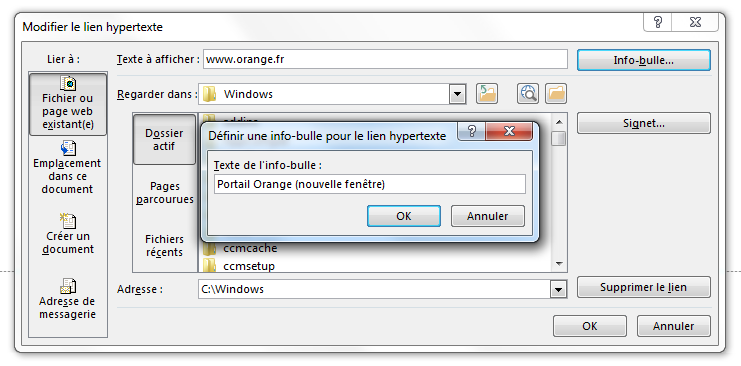 Modifier le lien hypertexte
Lier à :
Texte à afficher :
www.orange.fr
Info-bulle...
Fichier ou
page web
existant(e)
Regarder dans :
Windows
Signet...
Dossier
actif
Définir une info-bulle pour le lien hypertexte
Texte de l'info-bulle :
Portail Orange (nouvelle fenêtre)
OK
Annuler
Emplacement
dans ce
document
Pages
parcourues
Créer un
document
Fichiers
récents
ccmcache
ccmsetup
Adresse de
messagerie
Adresse :
C:\Windows
Supprimer le lien
OK
Annuler